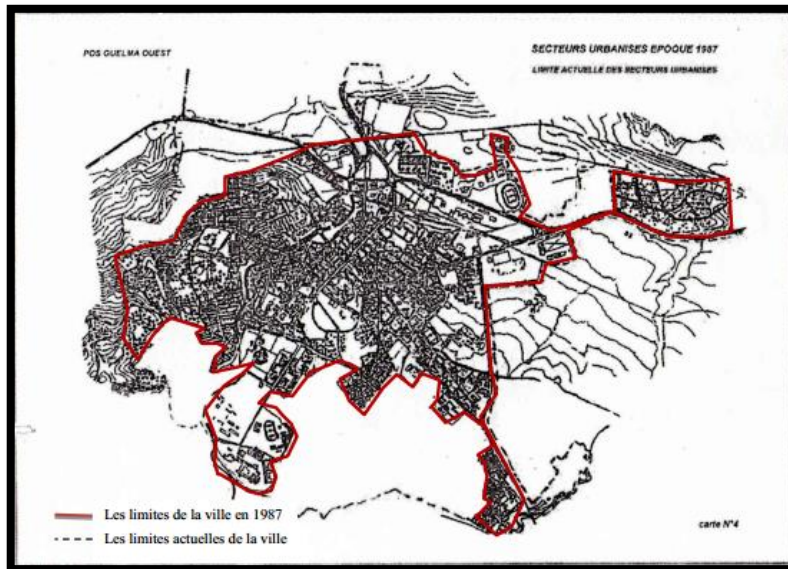 POS GUELMA OUEST
SECTEURS URBANISES EPOQUE 1987
LIMITE ACTUELLE DES SECTEURS URBANISES
Les limites de la ville en 1987
Les limites actuelles de la ville
carte N°4